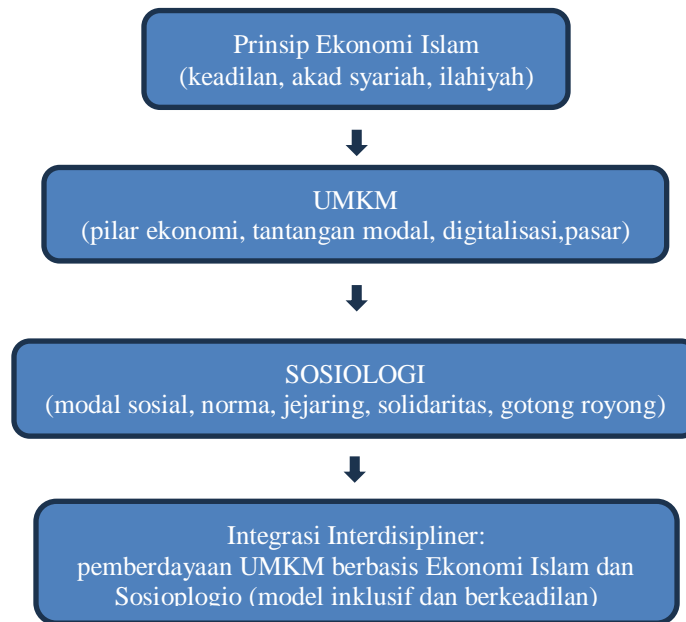 Prinsip Ekonomi Islam
(keadilan, akad syariah, ilahiyah)
UMKM
(pilar ekonomi, tantangan modal, digitalisasi,pasar)
SOSIOLOGI
(modal sosial, norma, jejaring, solidaritas, gotong royong)
Integrasi Interdisipliner:
pemberdayaan UMKM berbasis Ekonomi Islam dan
Sosioplogio (model inklusif dan berkeadilan)